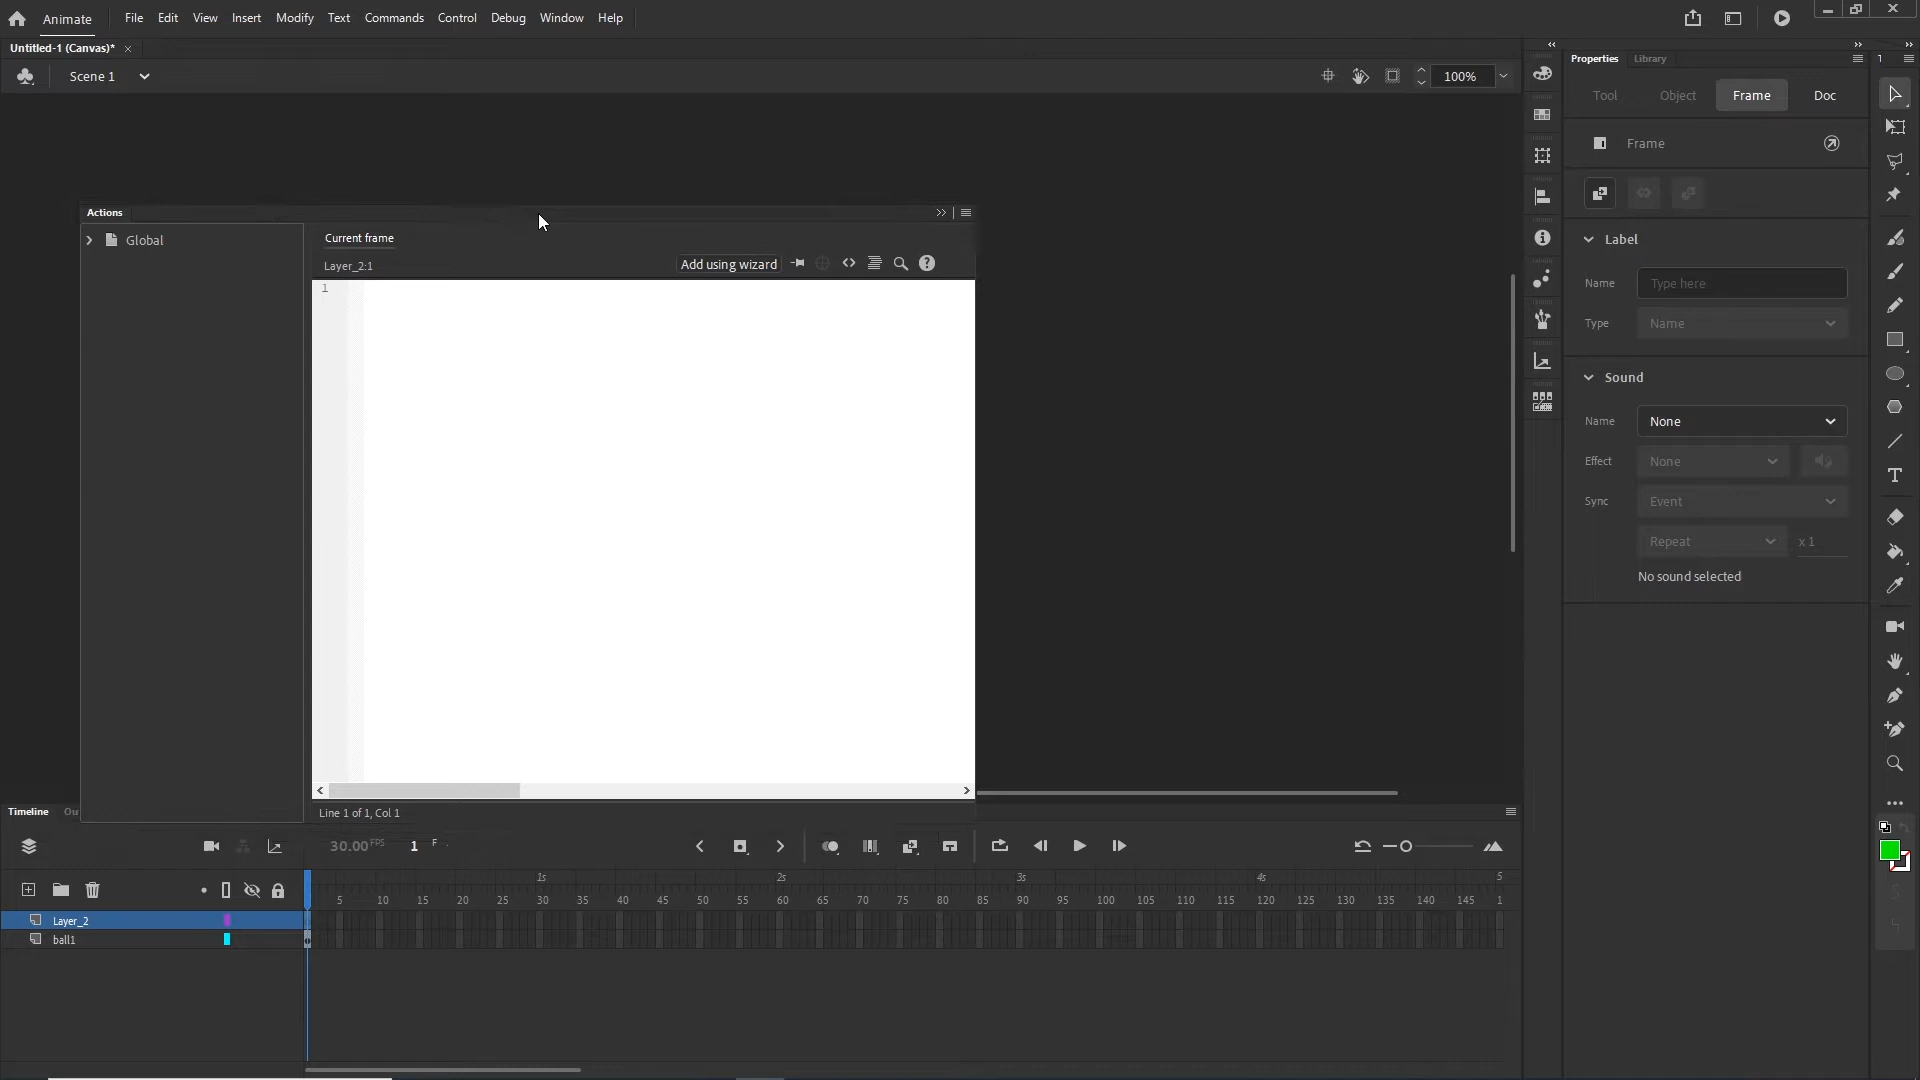 Animate File Edit View Insert Modify Text Commands Control Debug Window Help
Untitled-1 (Canvas)*
Scene 1
100%
Actions
Global
Current frame
Layer_2:1
Add using wizard
1
Line 1 of 1, Col 1
Properties Library
Tool Object Frame Doc
Frame
Label
Name Type here
Type Name
Sound
Name None
Effect None
Sync Event
Repeat x 1
No sound selected
Timeline Ou
30.00 FPS 1 F
1s 2s 3s 4s 5
5 10 15 20 25 30 35 40 45 50 55 60 65 70 75 80 85 90 95 100 105 110 115 120 125 130 135 140 145 1
Layer_2
ball1